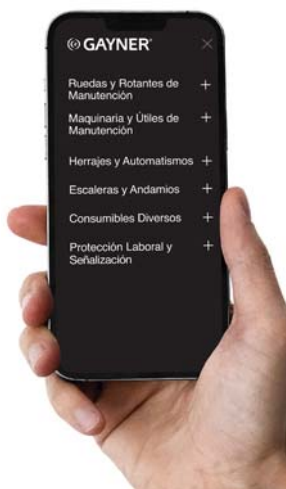 GAYNER®
Ruedas y Rotantes de
Manutención
Maquinaria y Útiles de
Manutención
Herrajes y Automatismos
Escaleras y Andamios
Consumibles Diversos
Protección Laboral y
Señalización